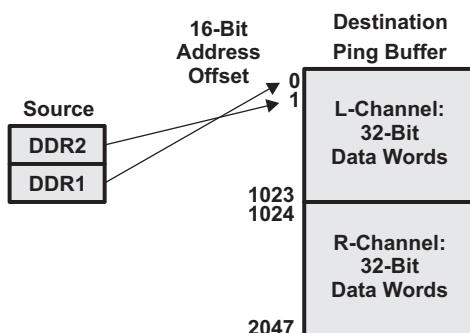 16-Bit
Address
Offset
Destination
Ping Buffer
Source
DDR2
DDR1
0
1
L-Channel:
32-Bit
Data Words
1023
1024
R-Channel:
32-Bit
Data Words
2047